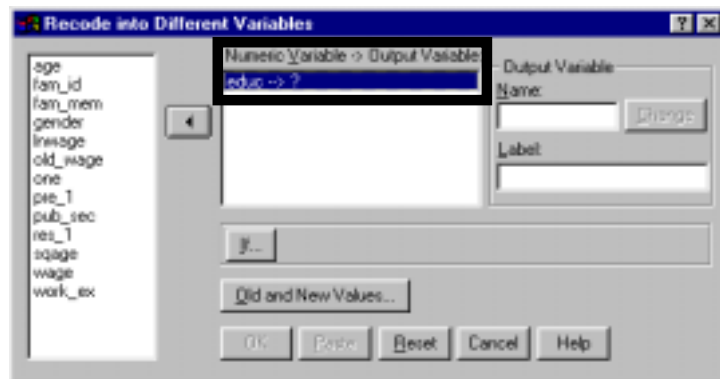 Recode into Different Variables
age
fam_id
fam_mem
gender
lnwage
old_wage
one
pre_1
pub_sec
res_1
sqage
wage
work_ex
Numeric Variable -> Output Variable
educ --> ?
Output Variable
Name:
Change
Label:
If...
Old and New Values...
OK
Paste
Reset
Cancel
Help